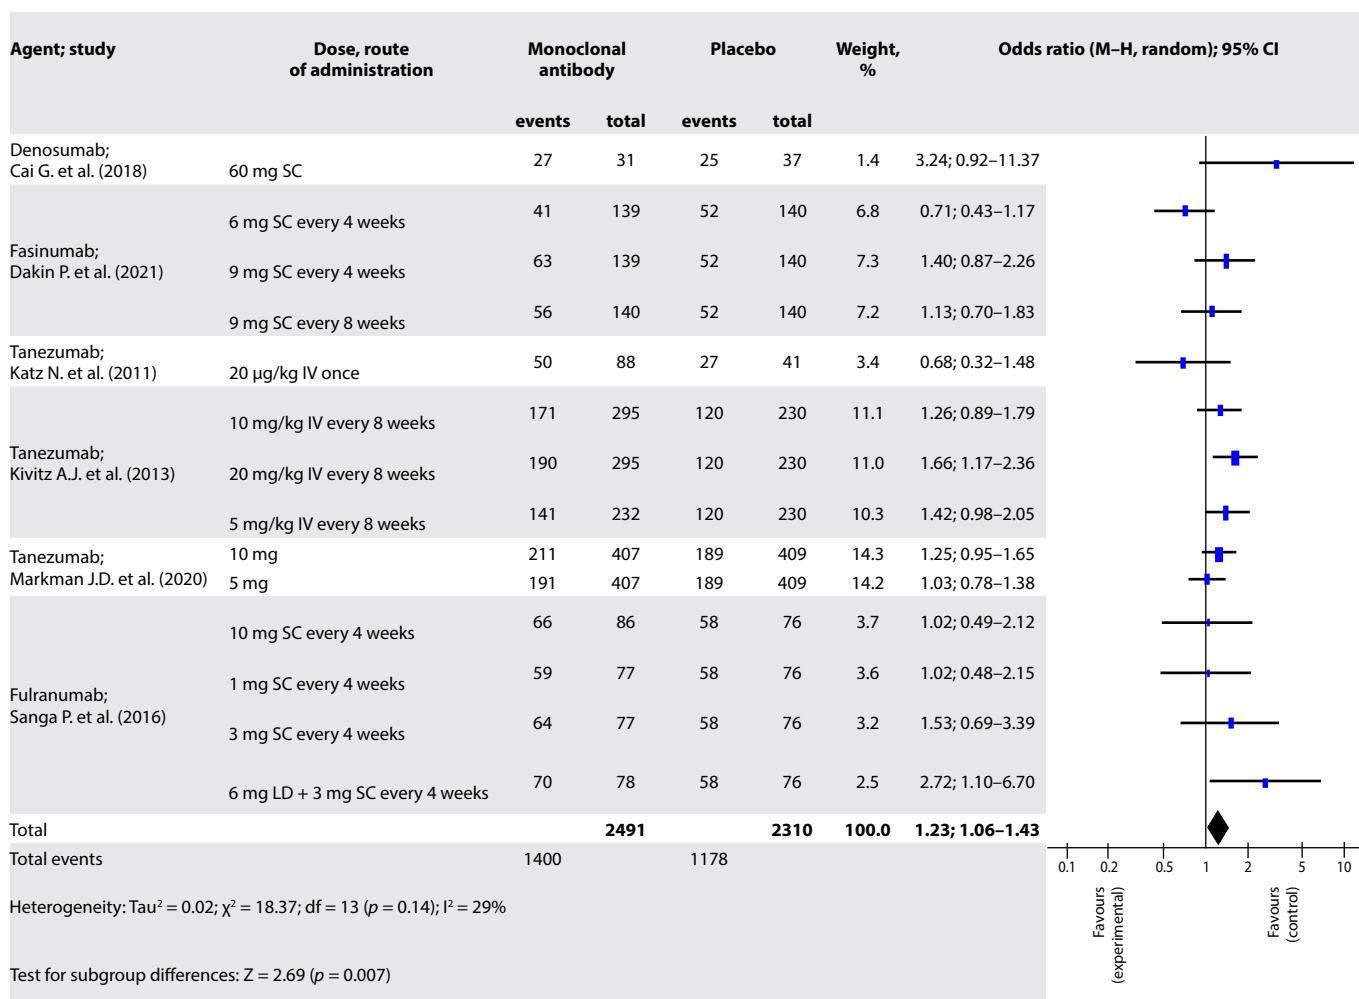 Agent; study Dose, route of administration Monoclonal antibody Placebo Weight, % Odds ratio (M–H, random); 95% CI
events total events total
Denosumab;
Cai G. et al. (2018) 60 mg SC 27 31 25 37 1.4 3.24; 0.92–11.37
6 mg SC every 4 weeks 41 139 52 140 6.8 0.71; 0.43–1.17
Fasinumab;
Dakin P. et al. (2021) 9 mg SC every 4 weeks 63 139 52 140 7.3 1.40; 0.87–2.26
9 mg SC every 8 weeks 56 140 52 140 7.2 1.13; 0.70–1.83
Tanezumab;
Katz N. et al. (2011) 20 µg/kg IV once 50 88 27 41 3.4 0.68; 0.32–1.48
10 mg/kg IV every 8 weeks 171 295 120 230 11.1 1.26; 0.89–1.79
Tanezumab;
Kivitz A.J. et al. (2013) 20 mg/kg IV every 8 weeks 190 295 120 230 11.0 1.66; 1.17–2.36
5 mg/kg IV every 8 weeks 141 232 120 230 10.3 1.42; 0.98–2.05
Tanezumab; 10 mg 211 407 189 409 14.3 1.25; 0.95–1.65
Markman J.D. et al. (2020) 5 mg 191 407 189 409 14.2 1.03; 0.78–1.38
10 mg SC every 4 weeks 66 86 58 76 3.7 1.02; 0.49–2.12
1 mg SC every 4 weeks 59 77 58 76 3.6 1.02; 0.48–2.15
Fulranumab;
Sanga P. et al. (2016)
3 mg SC every 4 weeks 64 77 58 76 3.2 1.53; 0.69–3.39
6 mg LD + 3 mg SC every 4 weeks 70 78 58 76 2.5 2.72; 1.10–6.70
Total 2491 2310 100.0 1.23; 1.06–1.43
Total events 1400 1178
0.1 0.2 0.5 1 2 5 10
Favours (experimental)
Favours (control)
Heterogeneity: Tau² = 0.02; χ² = 18.37; df = 13 (p = 0.14); I² = 29%
Test for subgroup differences: Z = 2.69 (p = 0.007)